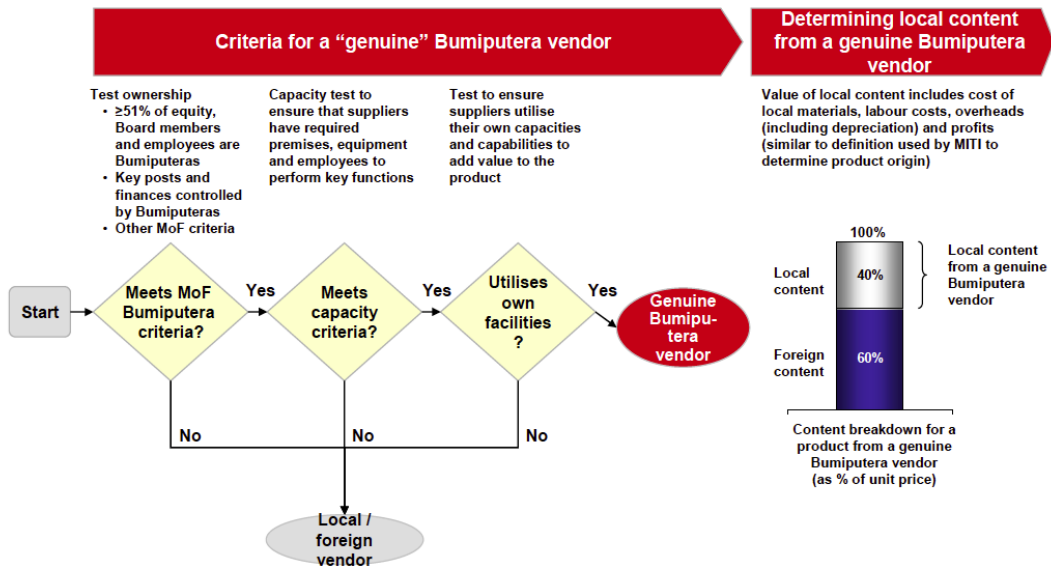 Criteria for a “genuine” Bumiputera vendor
Determining local content
from a genuine Bumiputera
vendor
Test ownership
• ≥51% of equity,
Board members
and employees are
Bumiputeras
• Key posts and
finances controlled
by Bumiputeras
• Other MoF criteria
Capacity test to
ensure that suppliers
have required
premises, equipment
and employees to
perform key functions
Test to ensure
suppliers utilise
their own capacities
and capabilities to
add value to the
product
Value of local content includes cost of
local materials, labour costs, overheads
(including depreciation) and profits
(similar to definition used by MITI to
determine product origin)
Start
Meets MoF
Bumiputera
criteria?
Yes
Meets
capacity
criteria?
Yes
Utilises
own
facilities
?
Yes
Genuine
Bumipu-
tera
vendor
No
No
No
Local /
foreign
vendor
100%
Local
content
40%
Local content
from a genuine
Bumiputera
vendor
Foreign
content
60%
Content breakdown for a
product from a genuine
Bumiputera vendor
(as % of unit price)